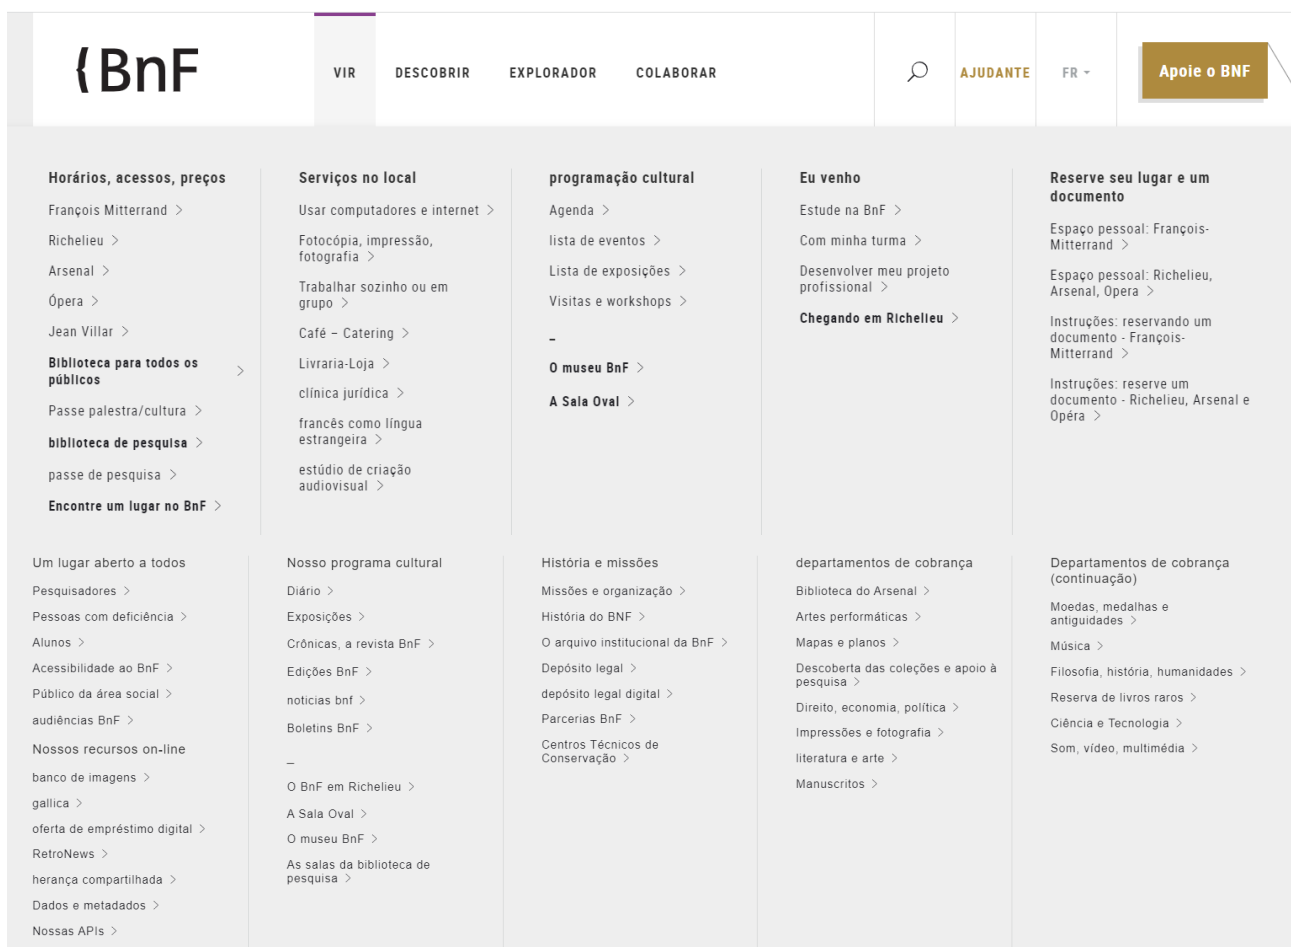 {BnF
VIR
DESCOBRIR
EXPLORADOR
COLABORAR
AJUDANTE
FR
Apoie o BNF
Horários, acessos, preços
François Mitterrand >
Richelieu >
Arsenal >
Ópera >
Jean Villar >
Biblioteca para todos os
públicos >
Passe palestra/cultura >
biblioteca de pesquisa >
passe de pesquisa >
Encontre um lugar no BnF >
Serviços no local
Usar computadores e internet >
Fotocópia, impressão,
fotografia >
Trabalhar sozinho ou em
grupo >
Café – Catering >
Livraria-Loja >
clínica jurídica >
francês como língua
estrangeira >
estúdio de criação
audiovisual >
programação cultural
Agenda >
lista de eventos >
Lista de exposições >
Visitas e workshops >
–
O museu BnF >
A Sala Oval >
Eu venho
Estude na BnF >
Com minha turma >
Desenvolver meu projeto
profissional >
Chegando em Richelieu >
Reserve seu lugar e um
documento
Espaço pessoal: François-
Mitterrand >
Espaço pessoal: Richelieu,
Arsenal, Opera >
Instruções: reservando um
documento - François-
Mitterrand >
Instruções: reserve um
documento - Richelieu, Arsenal e
Opéra >
Um lugar aberto a todos
Pesquisadores >
Pessoas com deficiência >
Alunos >
Acessibilidade ao BnF >
Público da área social >
audiências BnF >
Nossos recursos on-line
banco de imagens >
gallica >
oferta de empréstimo digital >
RetroNews >
herança compartilhada >
Dados e metadados >
Nossas APIs >
Nosso programa cultural
Diário >
Exposições >
Crônicas, a revista BnF >
Edições BnF >
noticias bnf >
Boletins BnF >
–
O BnF em Richelieu >
A Sala Oval >
O museu BnF >
As salas da biblioteca de
pesquisa >
História e missões
Missões e organização >
História do BNF >
O arquivo institucional da BnF >
Depósito legal >
depósito legal digital >
Parcerias BnF >
Centros Técnicos de
Conservação >
departamentos de cobrança
Biblioteca do Arsenal >
Artes performáticas >
Mapas e planos >
Descoberta das coleções e apoio à
pesquisa >
Direito, economia, política >
Impressões e fotografia >
literatura e arte >
Manuscritos >
Departamentos de cobrança
(continuação)
Moedas, medalhas e
antiguidades >
Música >
Filosofia, história, humanidades >
Reserva de livros raros >
Ciência e Tecnologia >
Som, vídeo, multimédia >